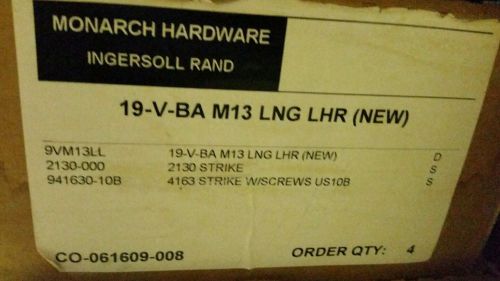 MONARCH HARDWARE
INGERSOLL RAND
19-V-BA M13 LNG LHR (NEW)
9VM13LL 19-V-BA M13 LNG LHR (NEW) D
2130-000 2130 STRIKE S
941630-10B 4163 STRIKE W/SCREWS US10B S
CO-061609-008 ORDER QTY: 4